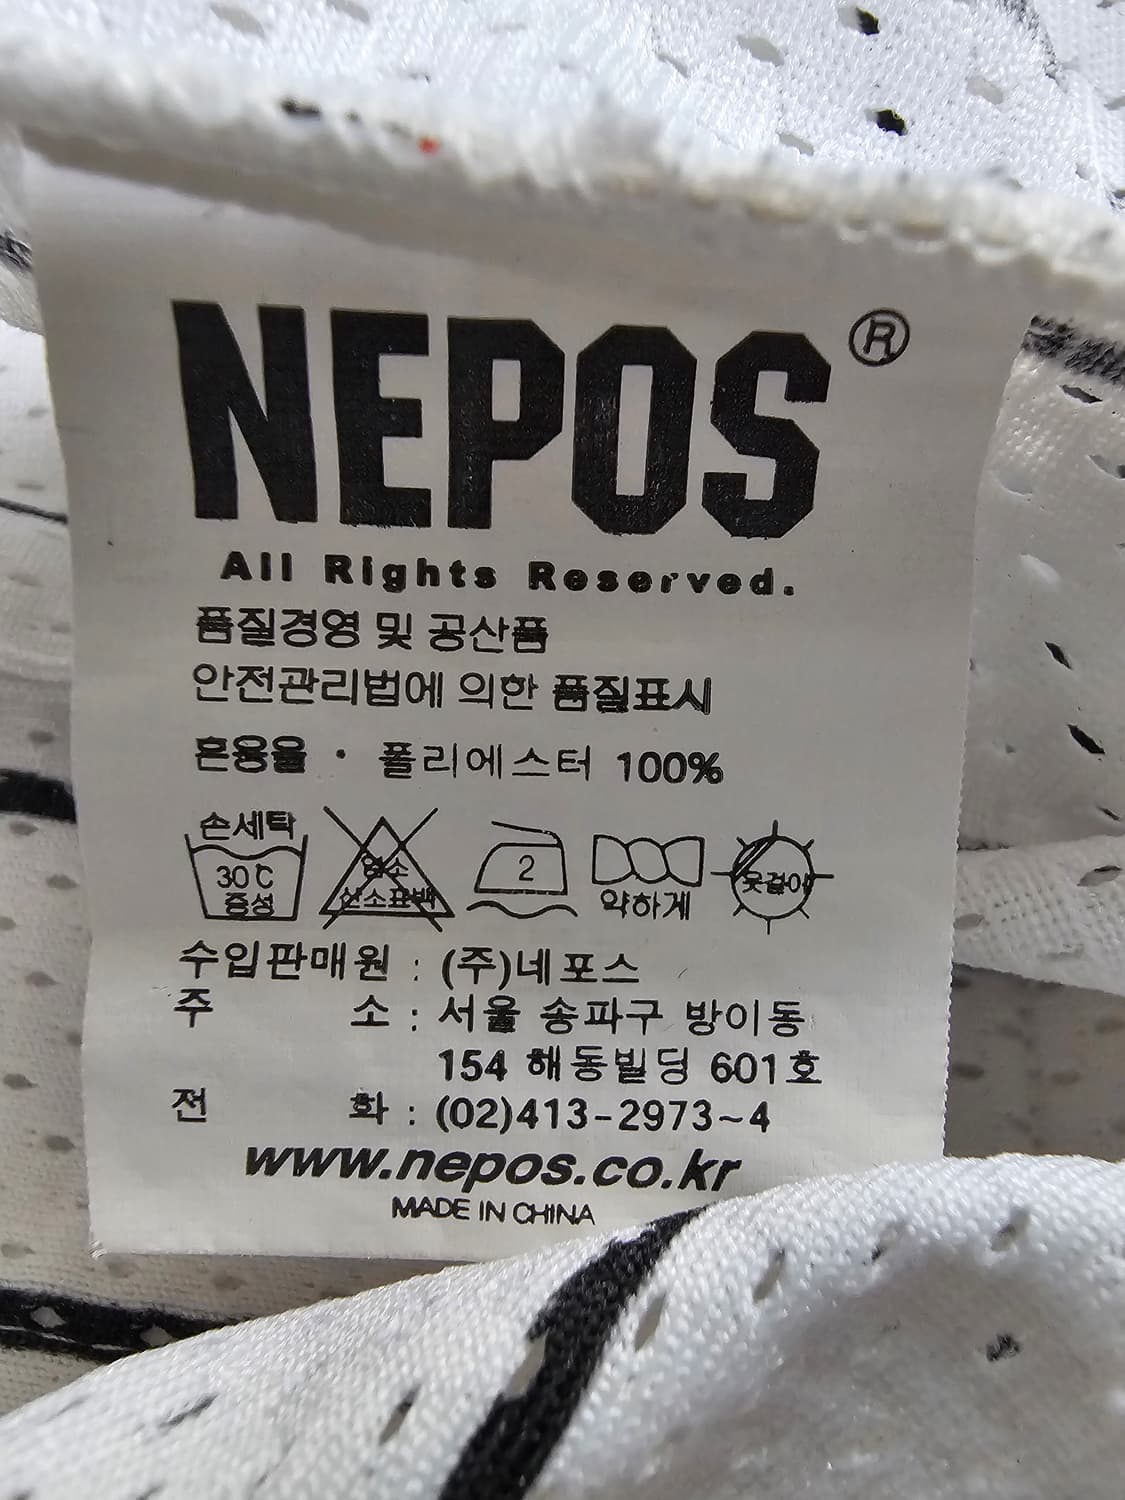 NEPOS®
All Rights Reserved.
품질경영 및 공산품
안전관리법에 의한 품질표시
혼용율 · 폴리에스터 100%
손세탁
30℃
중성
염소
산소표백
2
약하게
옷걸이
수입판매원 : (주)네포스
주 소 : 서울 송파구 방이동
154 해동빌딩 601호
전 화 : (02)413-2973~4
www.nepos.co.kr
MADE IN CHINA